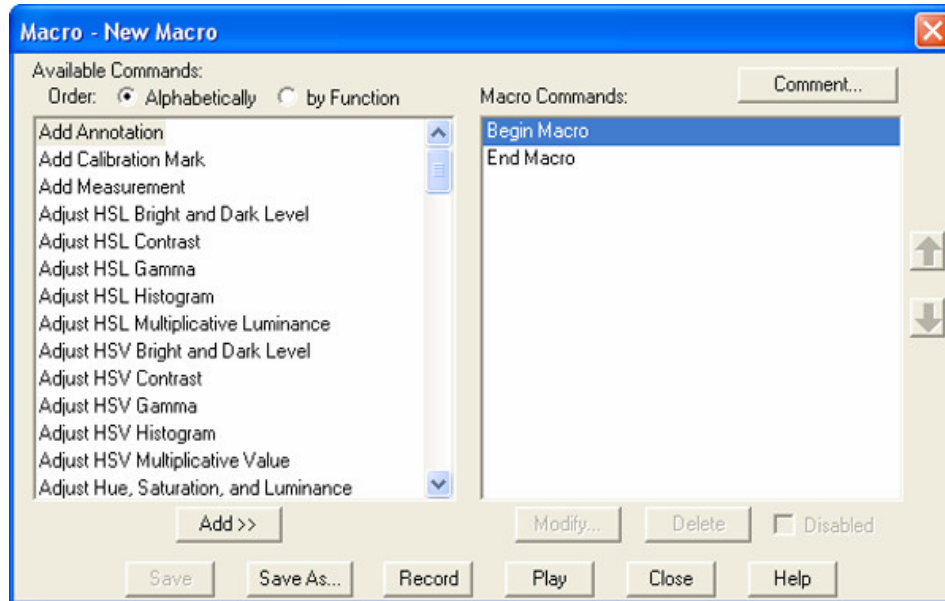 Macro - New Macro
Available Commands:
Order: Alphabetically by Function
Macro Commands:
Comment...
Add Annotation
Add Calibration Mark
Add Measurement
Adjust HSL Bright and Dark Level
Adjust HSL Contrast
Adjust HSL Gamma
Adjust HSL Histogram
Adjust HSL Multiplicative Luminance
Adjust HSV Bright and Dark Level
Adjust HSV Contrast
Adjust HSV Gamma
Adjust HSV Histogram
Adjust HSV Multiplicative Value
Adjust Hue, Saturation, and Luminance
Begin Macro
End Macro
Add >>
Modify...
Delete
Disabled
Save
Save As...
Record
Play
Close
Help